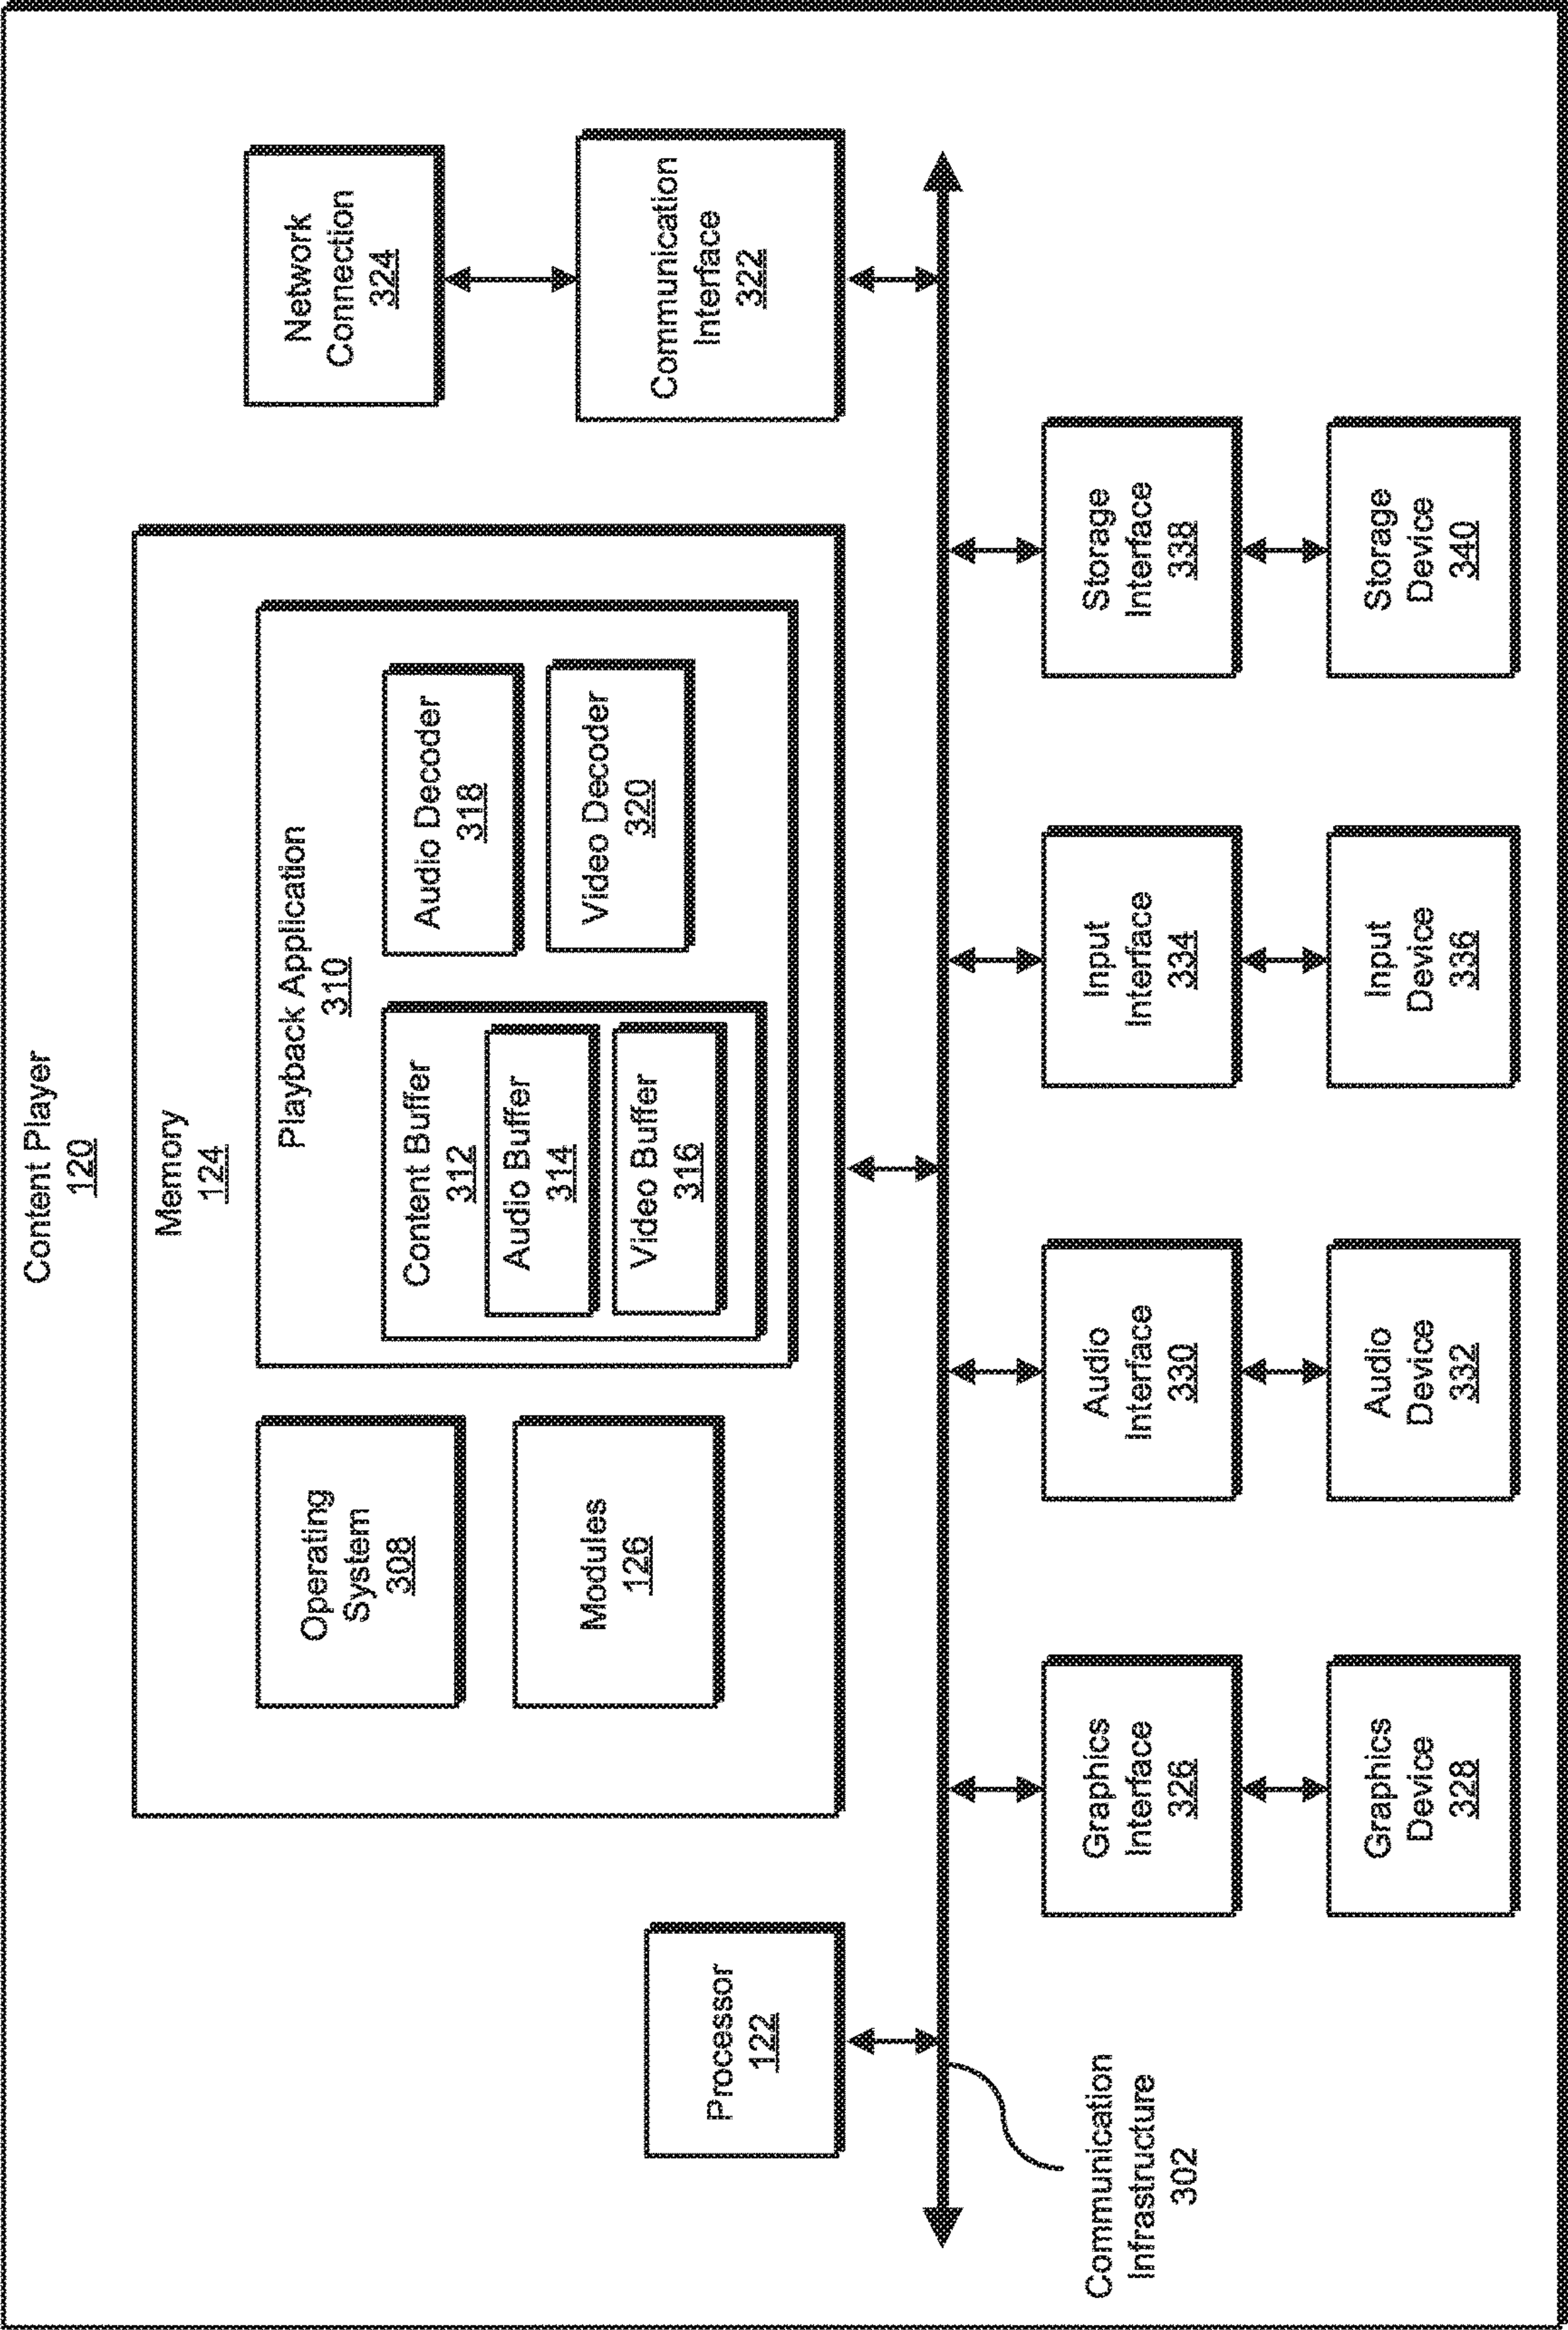 Content Player
120
Memory
124
Operating
System
308
Modules
126
Playback Application
310
Content Buffer
312
Audio Buffer
314
Video Buffer
316
Audio Decoder
318
Video Decoder
320
Network
Connection
324
Communication
Interface
322
Processor
122
Communication
Infrastructure
302
Graphics
Interface
326
Graphics
Device
328
Audio
Interface
330
Audio
Device
332
Input
Interface
334
Input
Device
336
Storage
Interface
338
Storage
Device
340